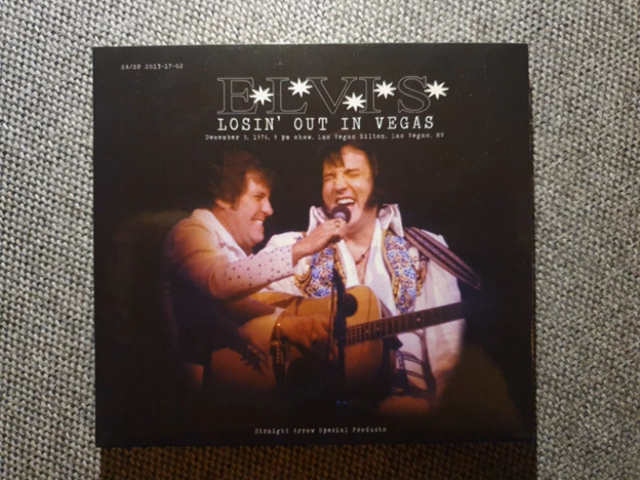 SA/SP 2013-17-02
ELVIS
LOSIN' OUT IN VEGAS
December 5, 1976, 9 pm show, Las Vegas Hilton, Las Vegas, NV
Straight Arrow Special Products